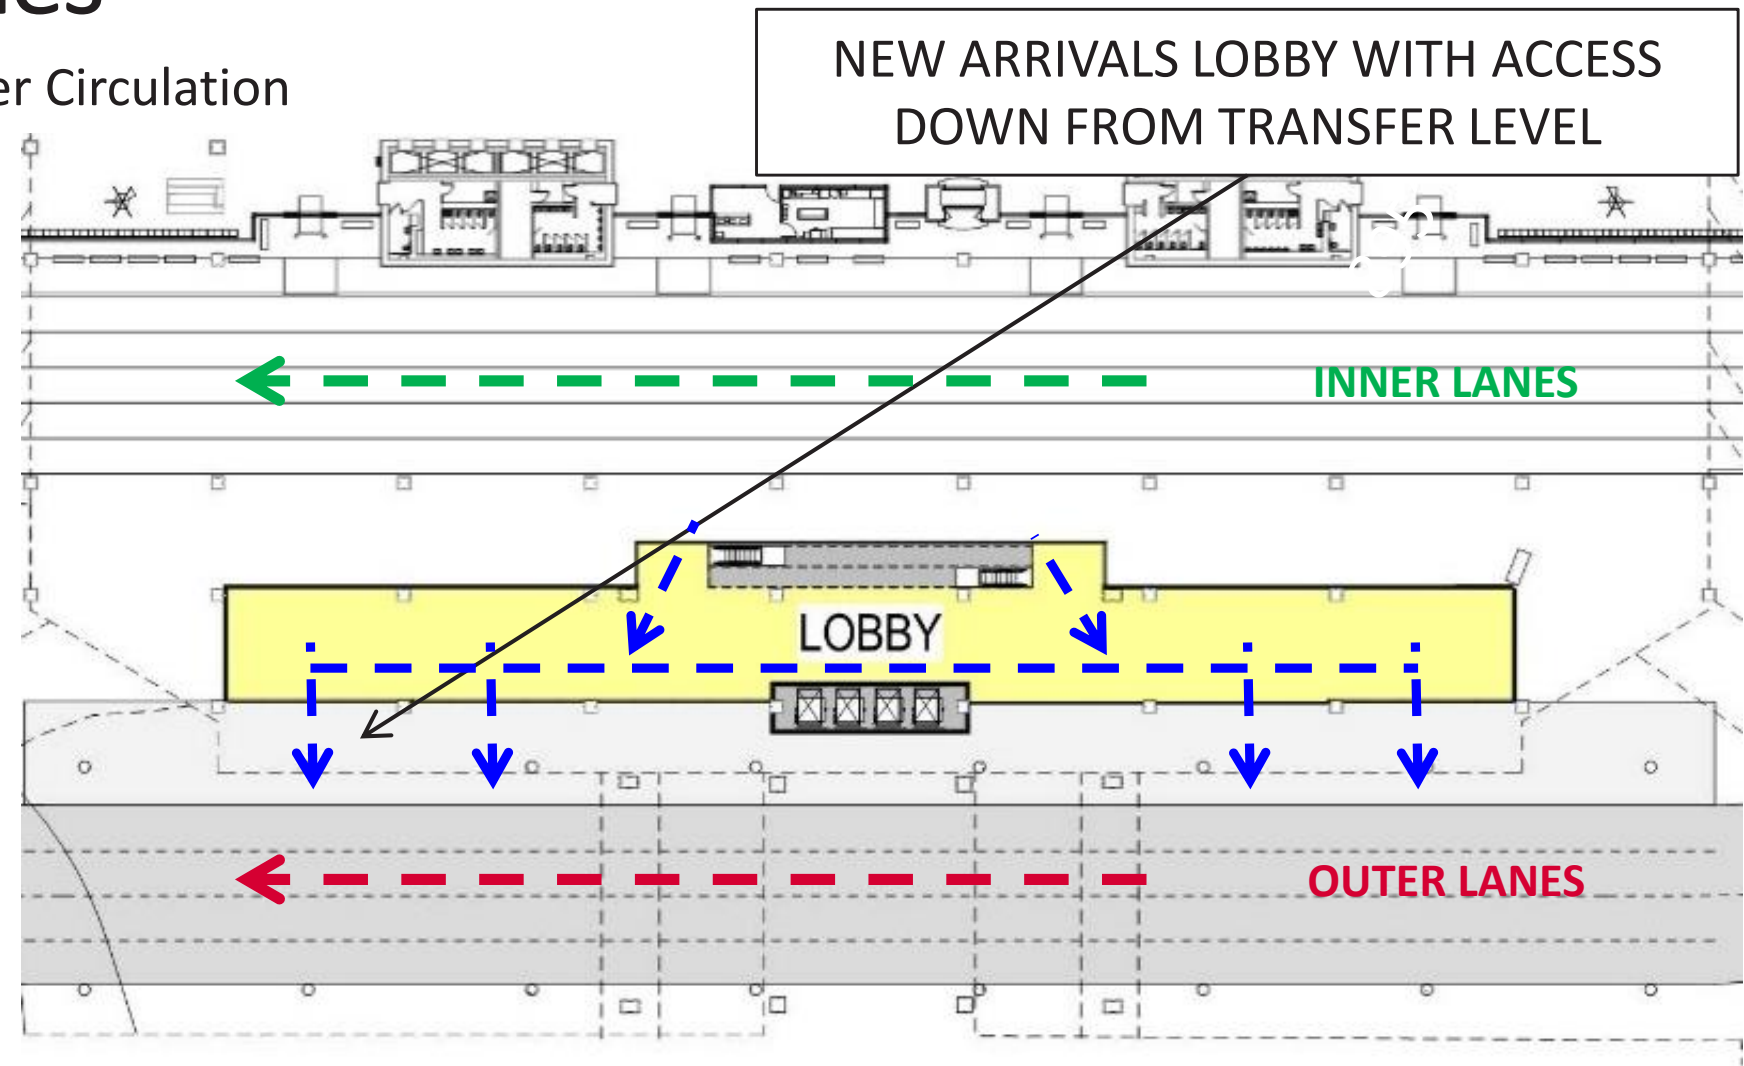 er Circulation
NEW ARRIVALS LOBBY WITH ACCESS
DOWN FROM TRANSFER LEVEL
INNER LANES
LOBBY
OUTER LANES